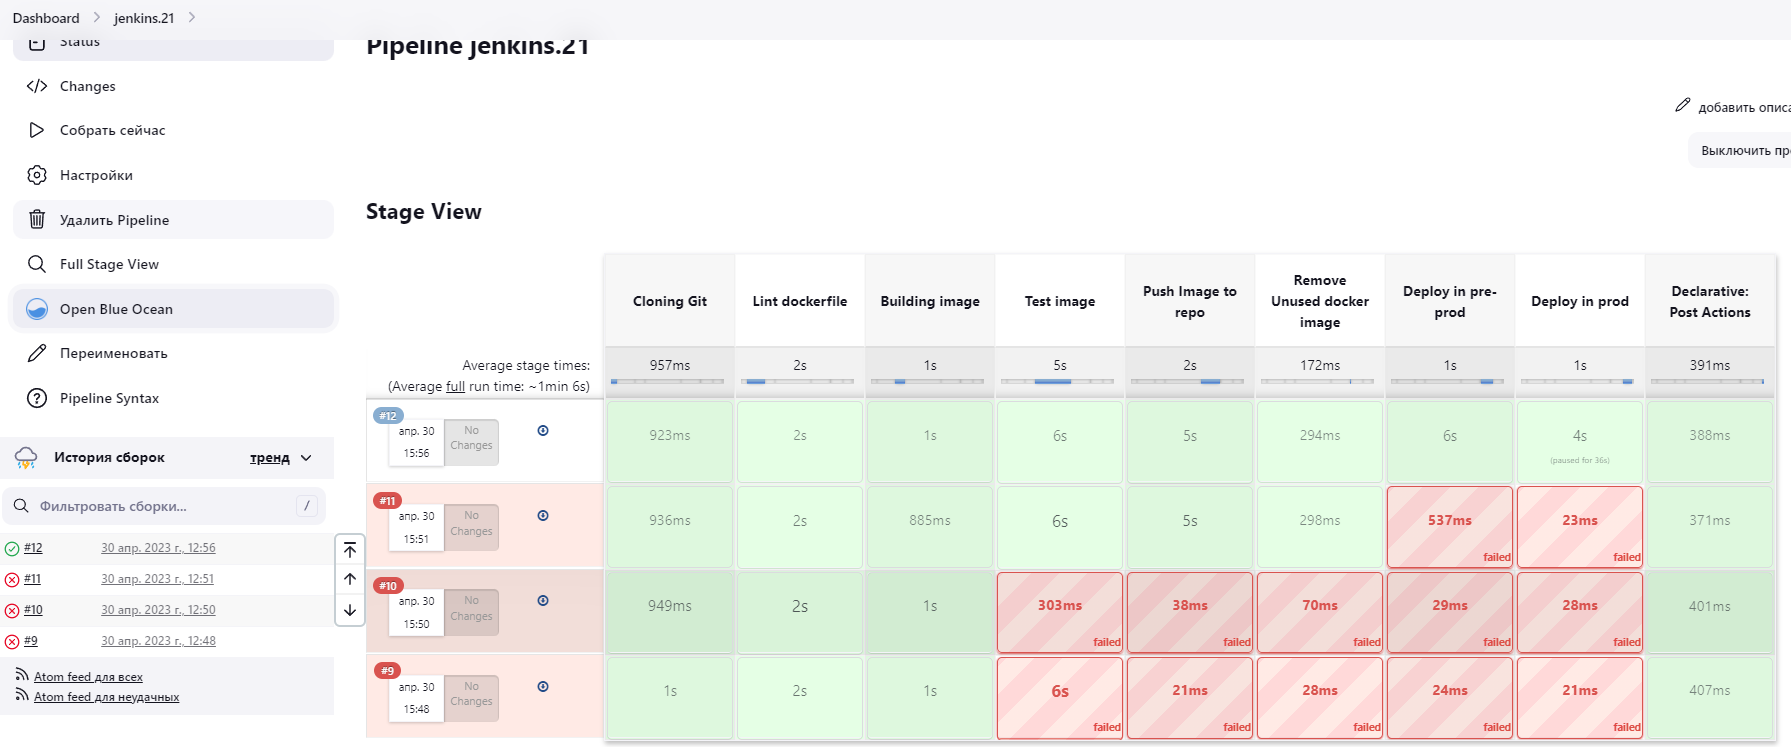 Dashboard
jenkins.21
Status
Changes
Собрать сейчас
Настройки
Удалить Pipeline
Full Stage View
Open Blue Ocean
Переименовать
Pipeline Syntax
История сборок
тренд
Фильтровать сборки...
/
#12
30 апр. 2023 г., 12:56
#11
30 апр. 2023 г., 12:51
#10
30 апр. 2023 г., 12:50
#9
30 апр. 2023 г., 12:48
Atom feed для всех
Atom feed для неудачных
Pipeline jenkins.21
добавить описа
Выключить пр
Stage View
Cloning Git
Lint dockerfile
Building image
Test image
Push Image to
repo
Remove
Unused docker
image
Deploy in pre-
prod
Deploy in prod
Declarative:
Post Actions
Average stage times:
(Average full run time: ~1min 6s)
957ms
2s
1s
5s
2s
172ms
1s
1s
391ms
#12
апр. 30
15:56
No
Changes
923ms
2s
1s
6s
5s
294ms
6s
4s
(paused for 36s)
388ms
#11
апр. 30
15:51
No
Changes
936ms
2s
885ms
6s
5s
298ms
537ms
failed
23ms
failed
371ms
#10
апр. 30
15:50
No
Changes
949ms
2s
1s
303ms
failed
38ms
failed
70ms
failed
29ms
failed
28ms
failed
401ms
#9
апр. 30
15:48
No
Changes
1s
2s
1s
6s
failed
21ms
failed
28ms
failed
24ms
failed
21ms
failed
407ms